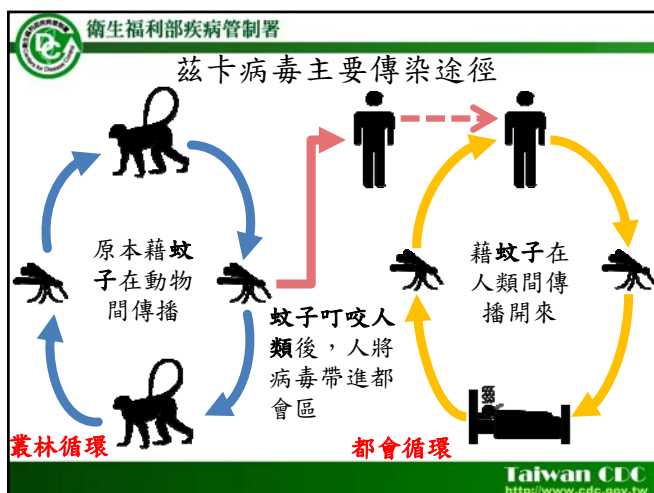 衛生福利部疾病管制署
茲卡病毒主要傳染途徑
原本藉蚊
子在動物
間傳播
蚊子叮咬人
類後，人將
病毒帶進都
會區
藉蚊子在
人類間傳
播開來
叢林循環
都會循環
Taiwan CDC
http://www.cdc.gov.tw